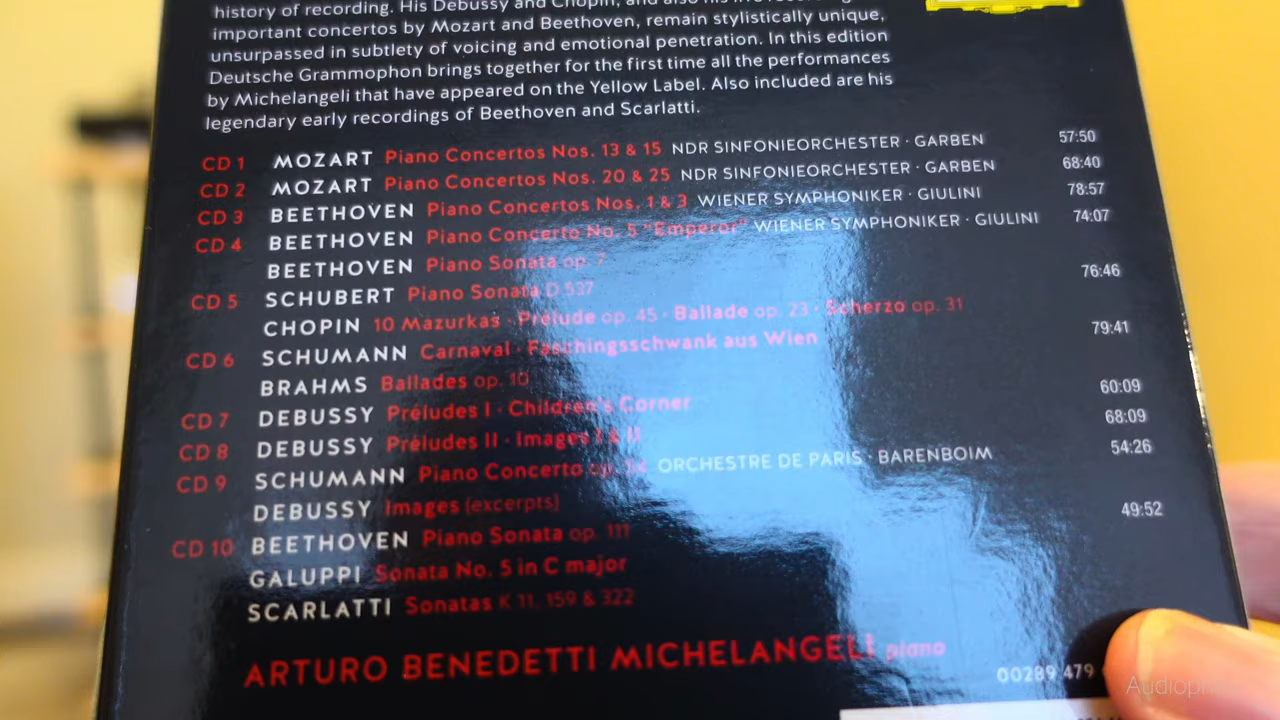 history of recording. His Debussy and Chopin, and also his
important concertos by Mozart and Beethoven, remain stylistically unique,
unsurpassed in subtlety of voicing and emotional penetration. In this edition
Deutsche Grammophon brings together for the first time all the performances
by Michelangeli that have appeared on the Yellow Label. Also included are his
legendary early recordings of Beethoven and Scarlatti.
CD 1 MOZART Piano Concertos Nos. 13 & 15 NDR SINFONIEORCHESTER · GARBEN 57:50
CD 2 MOZART Piano Concertos Nos. 20 & 25 NDR SINFONIEORCHESTER · GARBEN 68:40
CD 3 BEETHOVEN Piano Concertos Nos. 1 & 3 WIENER SYMPHONIKER · GIULINI 78:57
CD 4 BEETHOVEN Piano Concerto No. 5 "Emperor" WIENER SYMPHONIKER · GIULINI 74:07
BEETHOVEN Piano Sonata op. 7
CD 5 SCHUBERT Piano Sonata D 537 76:46
CHOPIN 10 Mazurkas · Prélude op. 45 · Ballade op. 23 · Scherzo op. 31
CD 6 SCHUMANN Carnaval · Faschingsschwank aus Wien 79:41
BRAHMS Ballades op. 10
CD 7 DEBUSSY Préludes I · Children's Corner 60:09
CD 8 DEBUSSY Préludes II · Images I & II 68:09
CD 9 SCHUMANN Piano Concerto op. 54 ORCHESTRE DE PARIS · BARENBOIM 54:26
DEBUSSY Images (excerpts)
CD 10 BEETHOVEN Piano Sonata op. 111 49:52
GALUPPI Sonata No. 5 in C major
SCARLATTI Sonatas K 11, 159 & 322
ARTURO BENEDETTI MICHELANGELI piano
00289 479